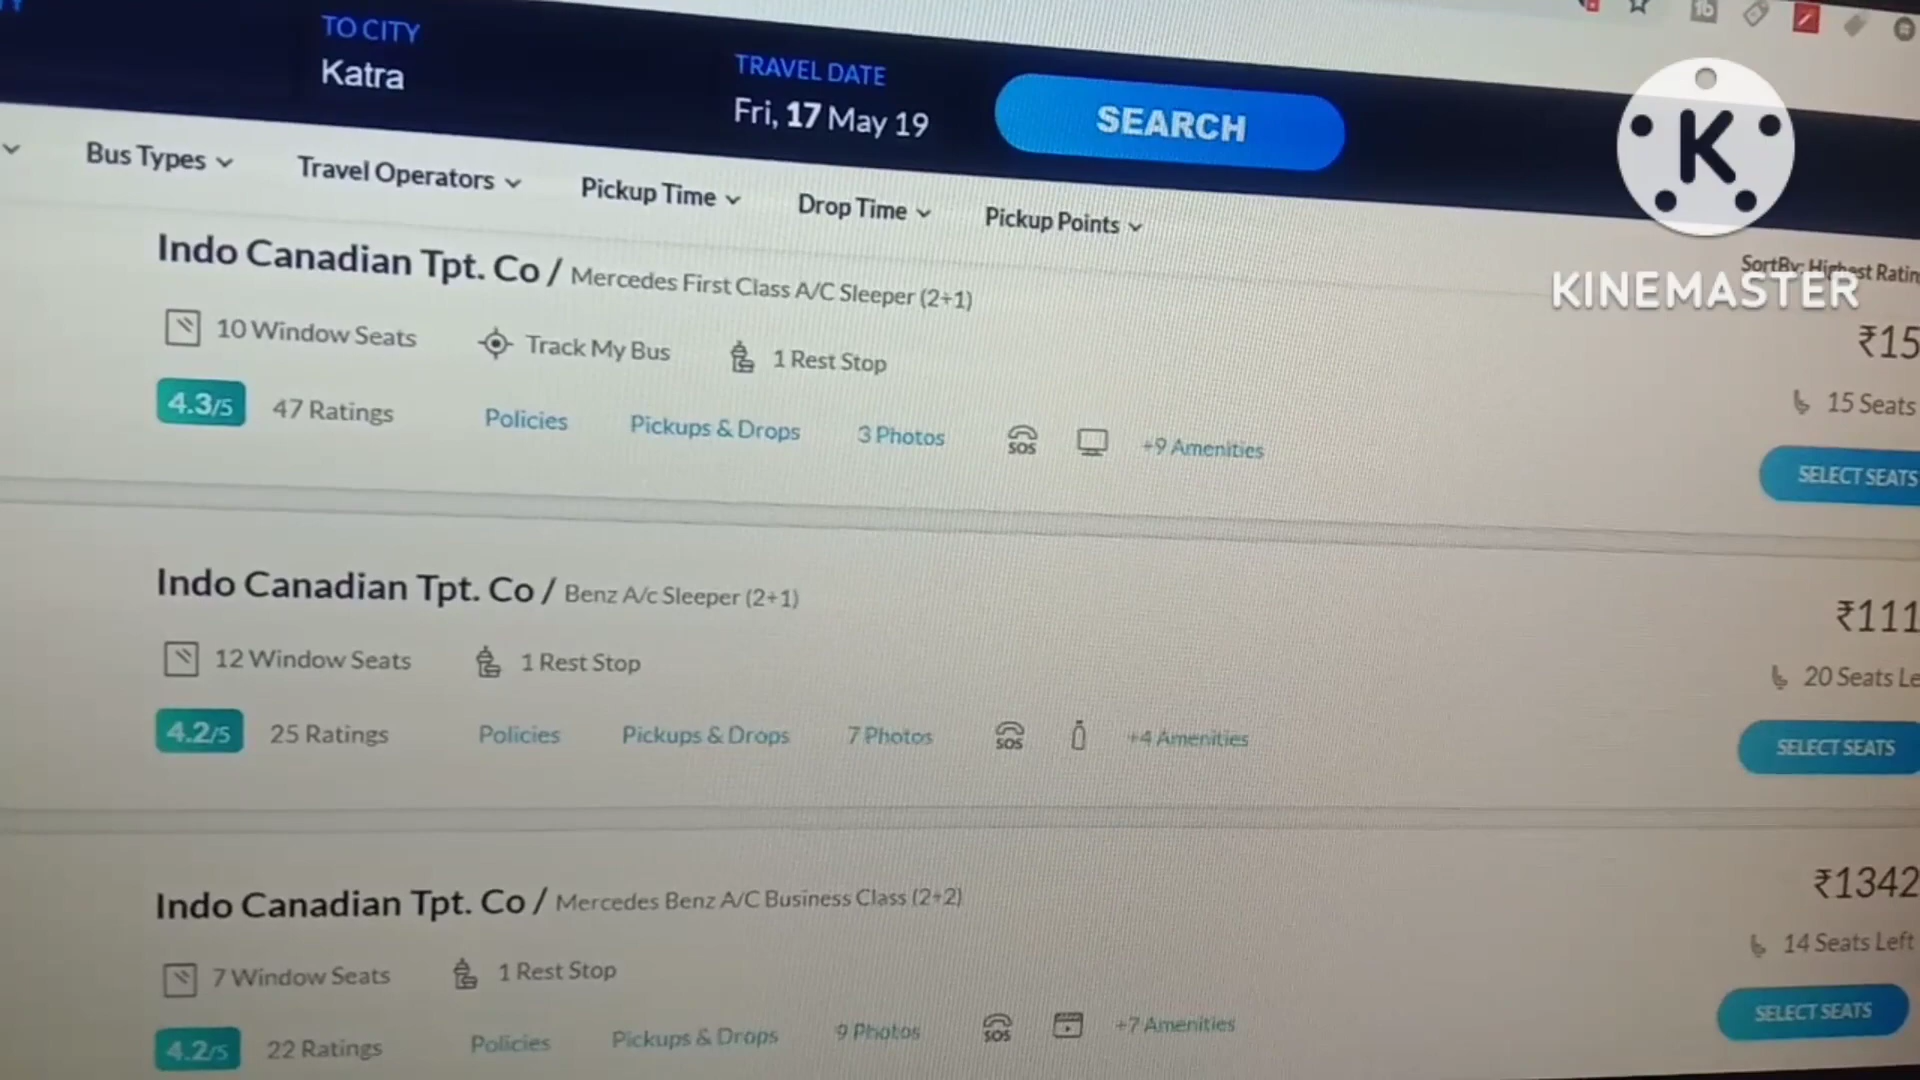 TO CITY
Katra
TRAVEL DATE
Fri, 17 May 19
SEARCH
Bus Types
Travel Operators
Pickup Time
Drop Time
Pickup Points
K
KINEMASTER
SortBy: Highest Ratin
Indo Canadian Tpt. Co / Mercedes First Class A/C Sleeper (2+1)
₹15
10 Window Seats
Track My Bus
1 Rest Stop
15 Seats
4.3/5
47 Ratings
Policies
Pickups & Drops
3 Photos
SOS
+9 Amenities
SELECT SEATS
Indo Canadian Tpt. Co / Benz A/c Sleeper (2+1)
₹111
12 Window Seats
1 Rest Stop
20 Seats Le
4.2/5
25 Ratings
Policies
Pickups & Drops
7 Photos
SOS
+4 Amenities
SELECT SEATS
Indo Canadian Tpt. Co / Mercedes Benz A/C Business Class (2+2)
₹1342
7 Window Seats
1 Rest Stop
14 Seats Left
4.2/5
22 Ratings
Policies
Pickups & Drops
9 Photos
SOS
+7 Amenities
SELECT SEATS